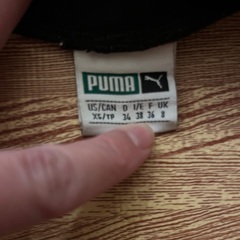 PUMA
US/CAN D I/E F UK
XS/TP 34 38 36 8